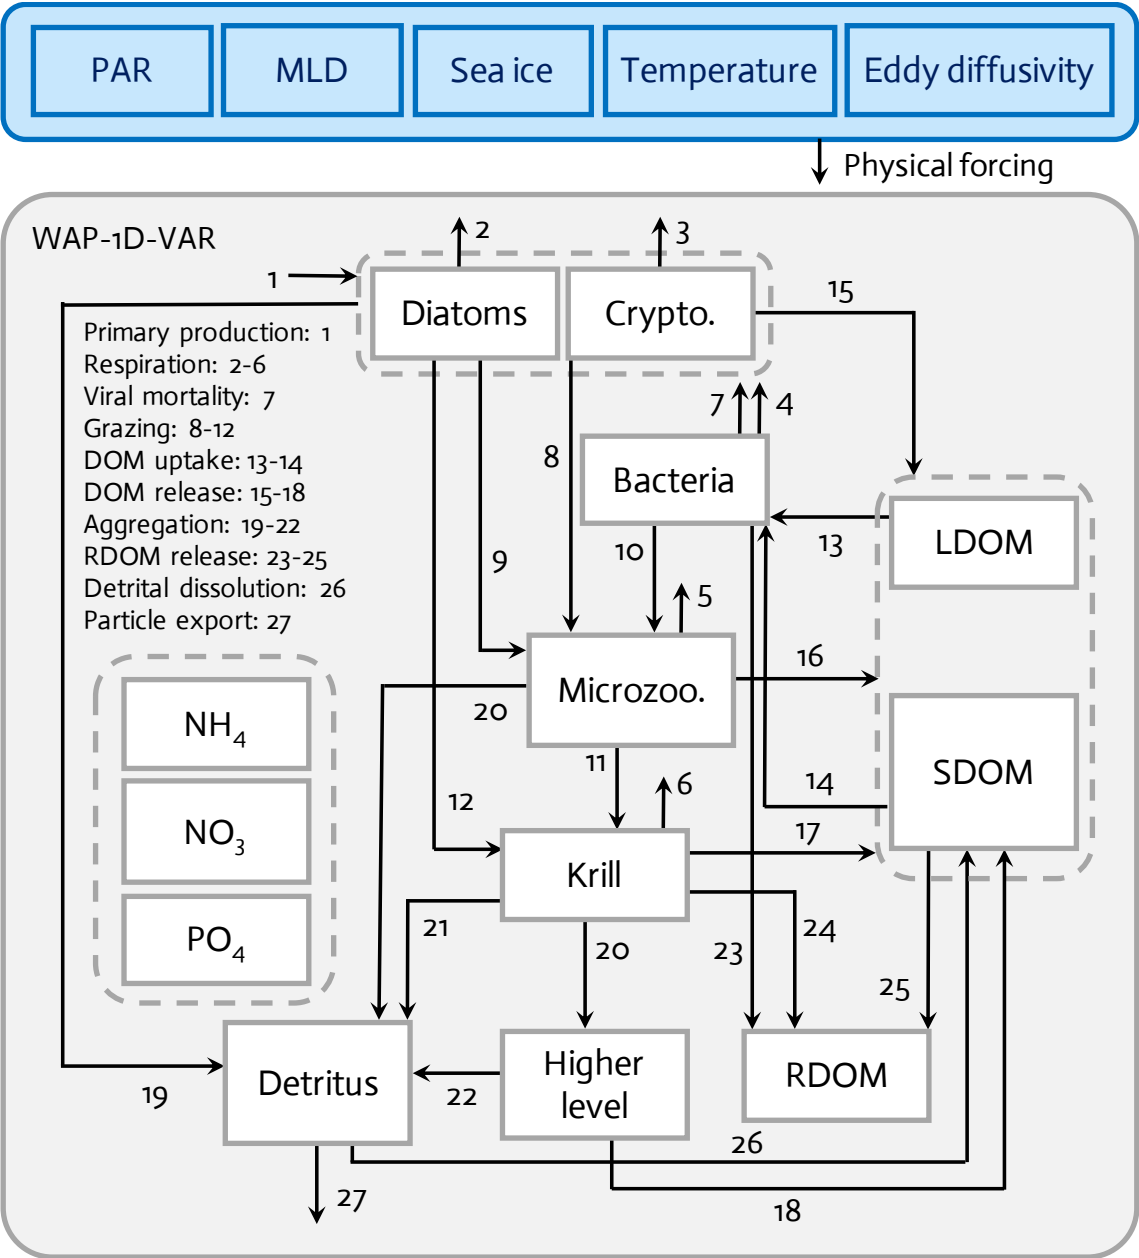 PAR
MLD
Sea ice
Temperature
Eddy diffusivity
Physical forcing
WAP-1D-VAR
1
2
3
Diatoms
Crypto.
15
Primary production: 1
Respiration: 2-6
Viral mortality: 7
Grazing: 8-12
DOM uptake: 13-14
DOM release: 15-18
Aggregation: 19-22
RDOM release: 23-25
Detrital dissolution: 26
Particle export: 27
7
4
8
Bacteria
9
10
13
LDOM
5
Microzoo.
16
20
NH4
11
SDOM
6
14
12
17
NO3
Krill
21
20
23
24
PO4
25
Detritus
Higher
level
RDOM
19
22
26
27
18